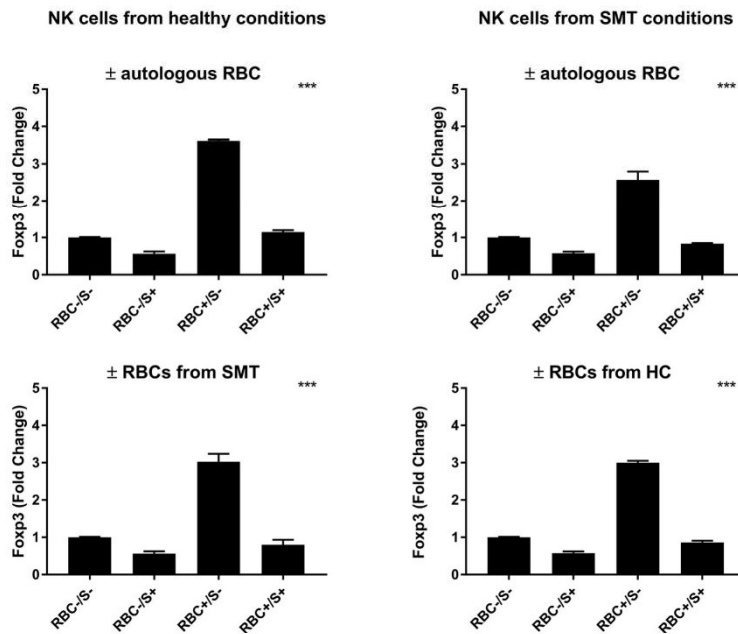 NK cells from healthy conditions
NK cells from SMT conditions
± autologous RBC
***
Foxp3 (Fold Change)
5
4
3
2
1
0
RBC-/S-
RBC-/S+
RBC+/S-
RBC+/S+
± autologous RBC
***
Foxp3 (Fold Change)
5
4
3
2
1
0
RBC-/S-
RBC-/S+
RBC+/S-
RBC+/S+
± RBCs from SMT
***
Foxp3 (Fold Change)
5
4
3
2
1
0
RBC-/S-
RBC-/S+
RBC+/S-
RBC+/S+
± RBCs from HC
***
Foxp3 (Fold Change)
5
4
3
2
1
0
RBC-/S-
RBC-/S+
RBC+/S-
RBC+/S+